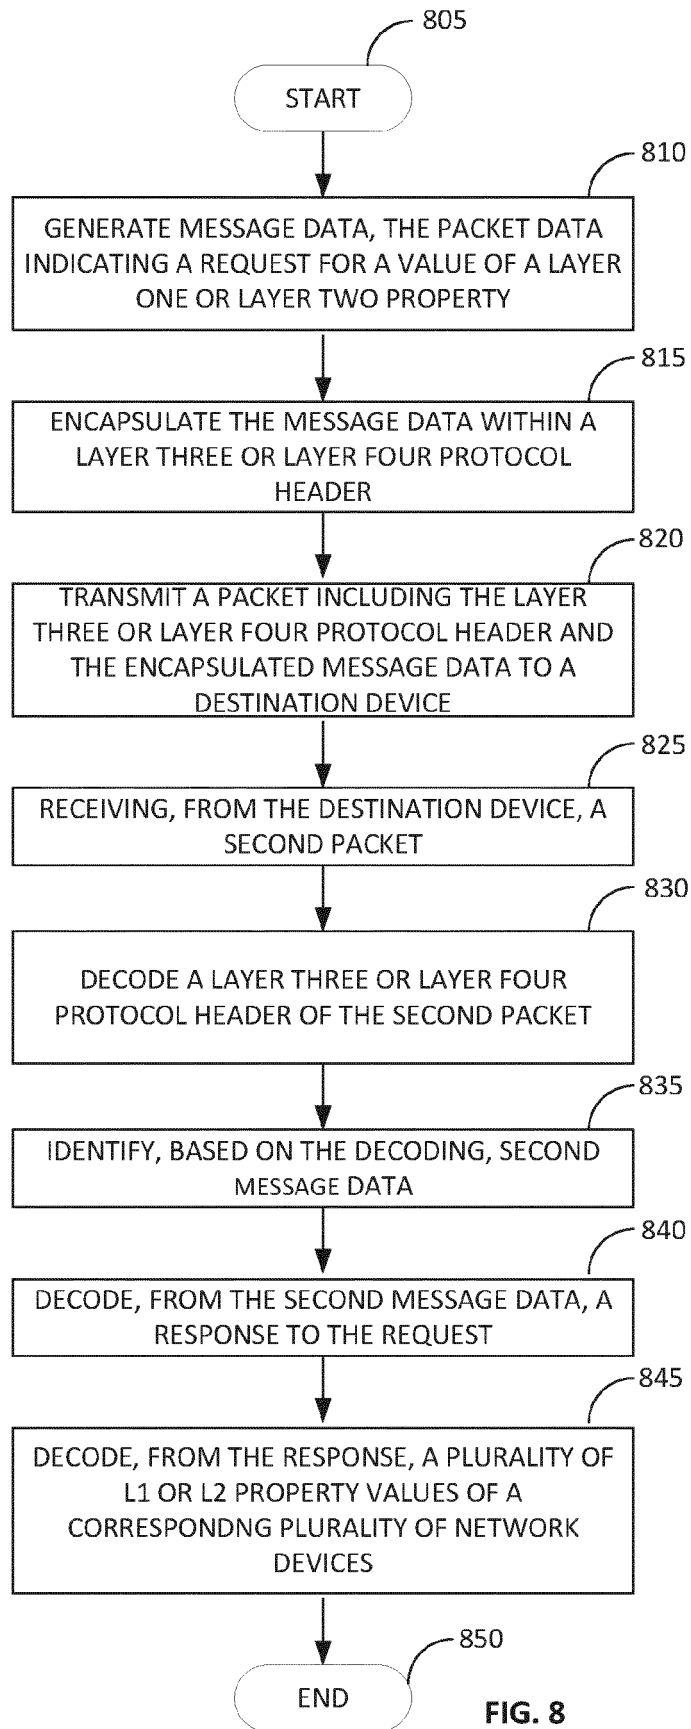 805
START
810
GENERATE MESSAGE DATA, THE PACKET DATA
INDICATING A REQUEST FOR A VALUE OF A LAYER
ONE OR LAYER TWO PROPERTY
815
ENCAPSULATE THE MESSAGE DATA WITHIN A
LAYER THREE OR LAYER FOUR PROTOCOL
HEADER
820
TRANSMIT A PACKET INCLUDING THE LAYER
THREE OR LAYER FOUR PROTOCOL HEADER AND
THE ENCAPSULATED MESSAGE DATA TO A
DESTINATION DEVICE
825
RECEIVING, FROM THE DESTINATION DEVICE, A
SECOND PACKET
830
DECODE A LAYER THREE OR LAYER FOUR
PROTOCOL HEADER OF THE SECOND PACKET
835
IDENTIFY, BASED ON THE DECODING, SECOND
MESSAGE DATA
840
DECODE, FROM THE SECOND MESSAGE DATA, A
RESPONSE TO THE REQUEST
845
DECODE, FROM THE RESPONSE, A PLURALITY OF
L1 OR L2 PROPERTY VALUES OF A
CORRESPONDNG PLURALITY OF NETWORK
DEVICES
850
END
FIG. 8